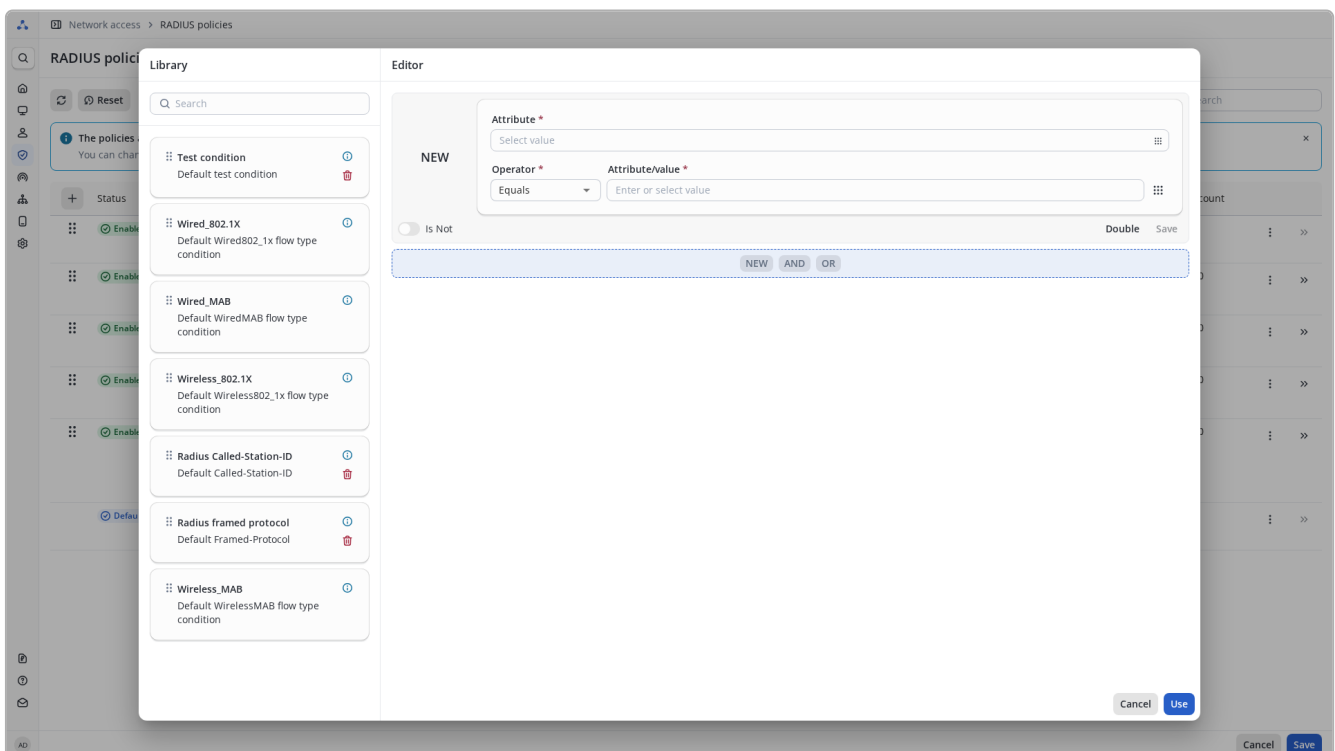 Network access > RADIUS policies
RADIUS polici
Reset
arch
The policies
You can char
Status
ount
Enable
Enable
Enable
Enable
Enable
Defau
Library
Search
Test condition
Default test condition
Wired_802.1X
Default Wired802_1x flow type
condition
Wired_MAB
Default WiredMAB flow type
condition
Wireless_802.1X
Default Wireless802_1x flow type
condition
Radius Called-Station-ID
Default Called-Station-ID
Radius framed protocol
Default Framed-Protocol
Wireless_MAB
Default WirelessMAB flow type
condition
Editor
NEW
Attribute *
Select value
Operator * Attribute/value *
Equals Enter or select value
Is Not Double Save
NEW AND OR
Cancel Use
AD Cancel Save